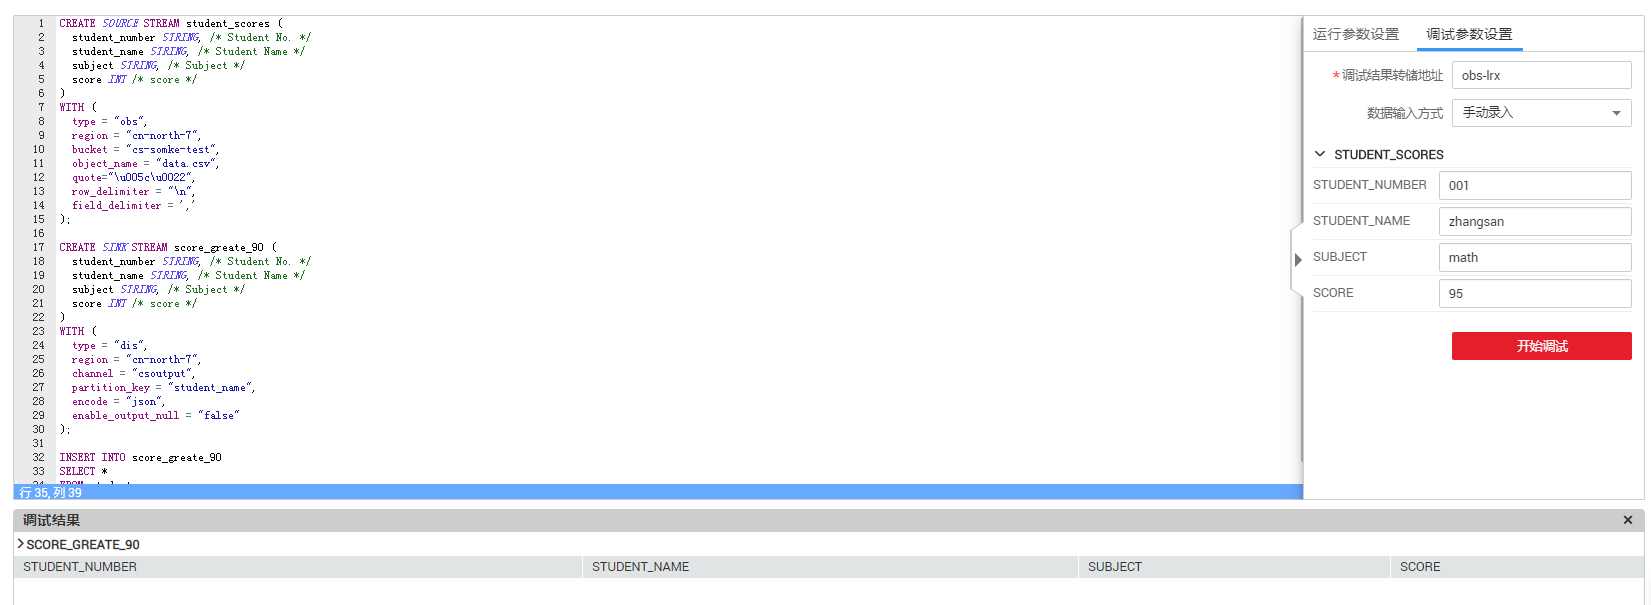 1 CREATE SOURCE STREAM student_scores (
2 student_number STRING, /* Student No. */
3 student_name STRING, /* Student Name */
4 subject STRING, /* Subject */
5 score INT /* score */
6 )
7 WITH (
8 type = "obs",
9 region = "cn-north-7",
10 bucket = "cs-somke-test",
11 object_name = "data.csv",
12 quote="\u005c\u0022",
13 row_delimiter = "\n",
14 field_delimiter = ','
15 );
16
17 CREATE SINK STREAM score_greate_90 (
18 student_number STRING, /* Student No. */
19 student_name STRING, /* Student Name */
20 subject STRING, /* Subject */
21 score INT /* score */
22 )
23 WITH (
24 type = "dis",
25 region = "cn-north-7",
26 channel = "csoutput",
27 partition_key = "student_name",
28 encode = "json",
29 enable_output_null = "false"
30 );
31
32 INSERT INTO score_greate_90
33 SELECT *
行 35, 列 39
运行参数设置 调试参数设置
*调试结果转储地址 obs-lrx
数据输入方式 手动录入
STUDENT_SCORES
STUDENT_NUMBER 001
STUDENT_NAME zhangsan
SUBJECT math
SCORE 95
开始调试
调试结果
SCORE_GREATE_90
STUDENT_NUMBER STUDENT_NAME SUBJECT SCORE